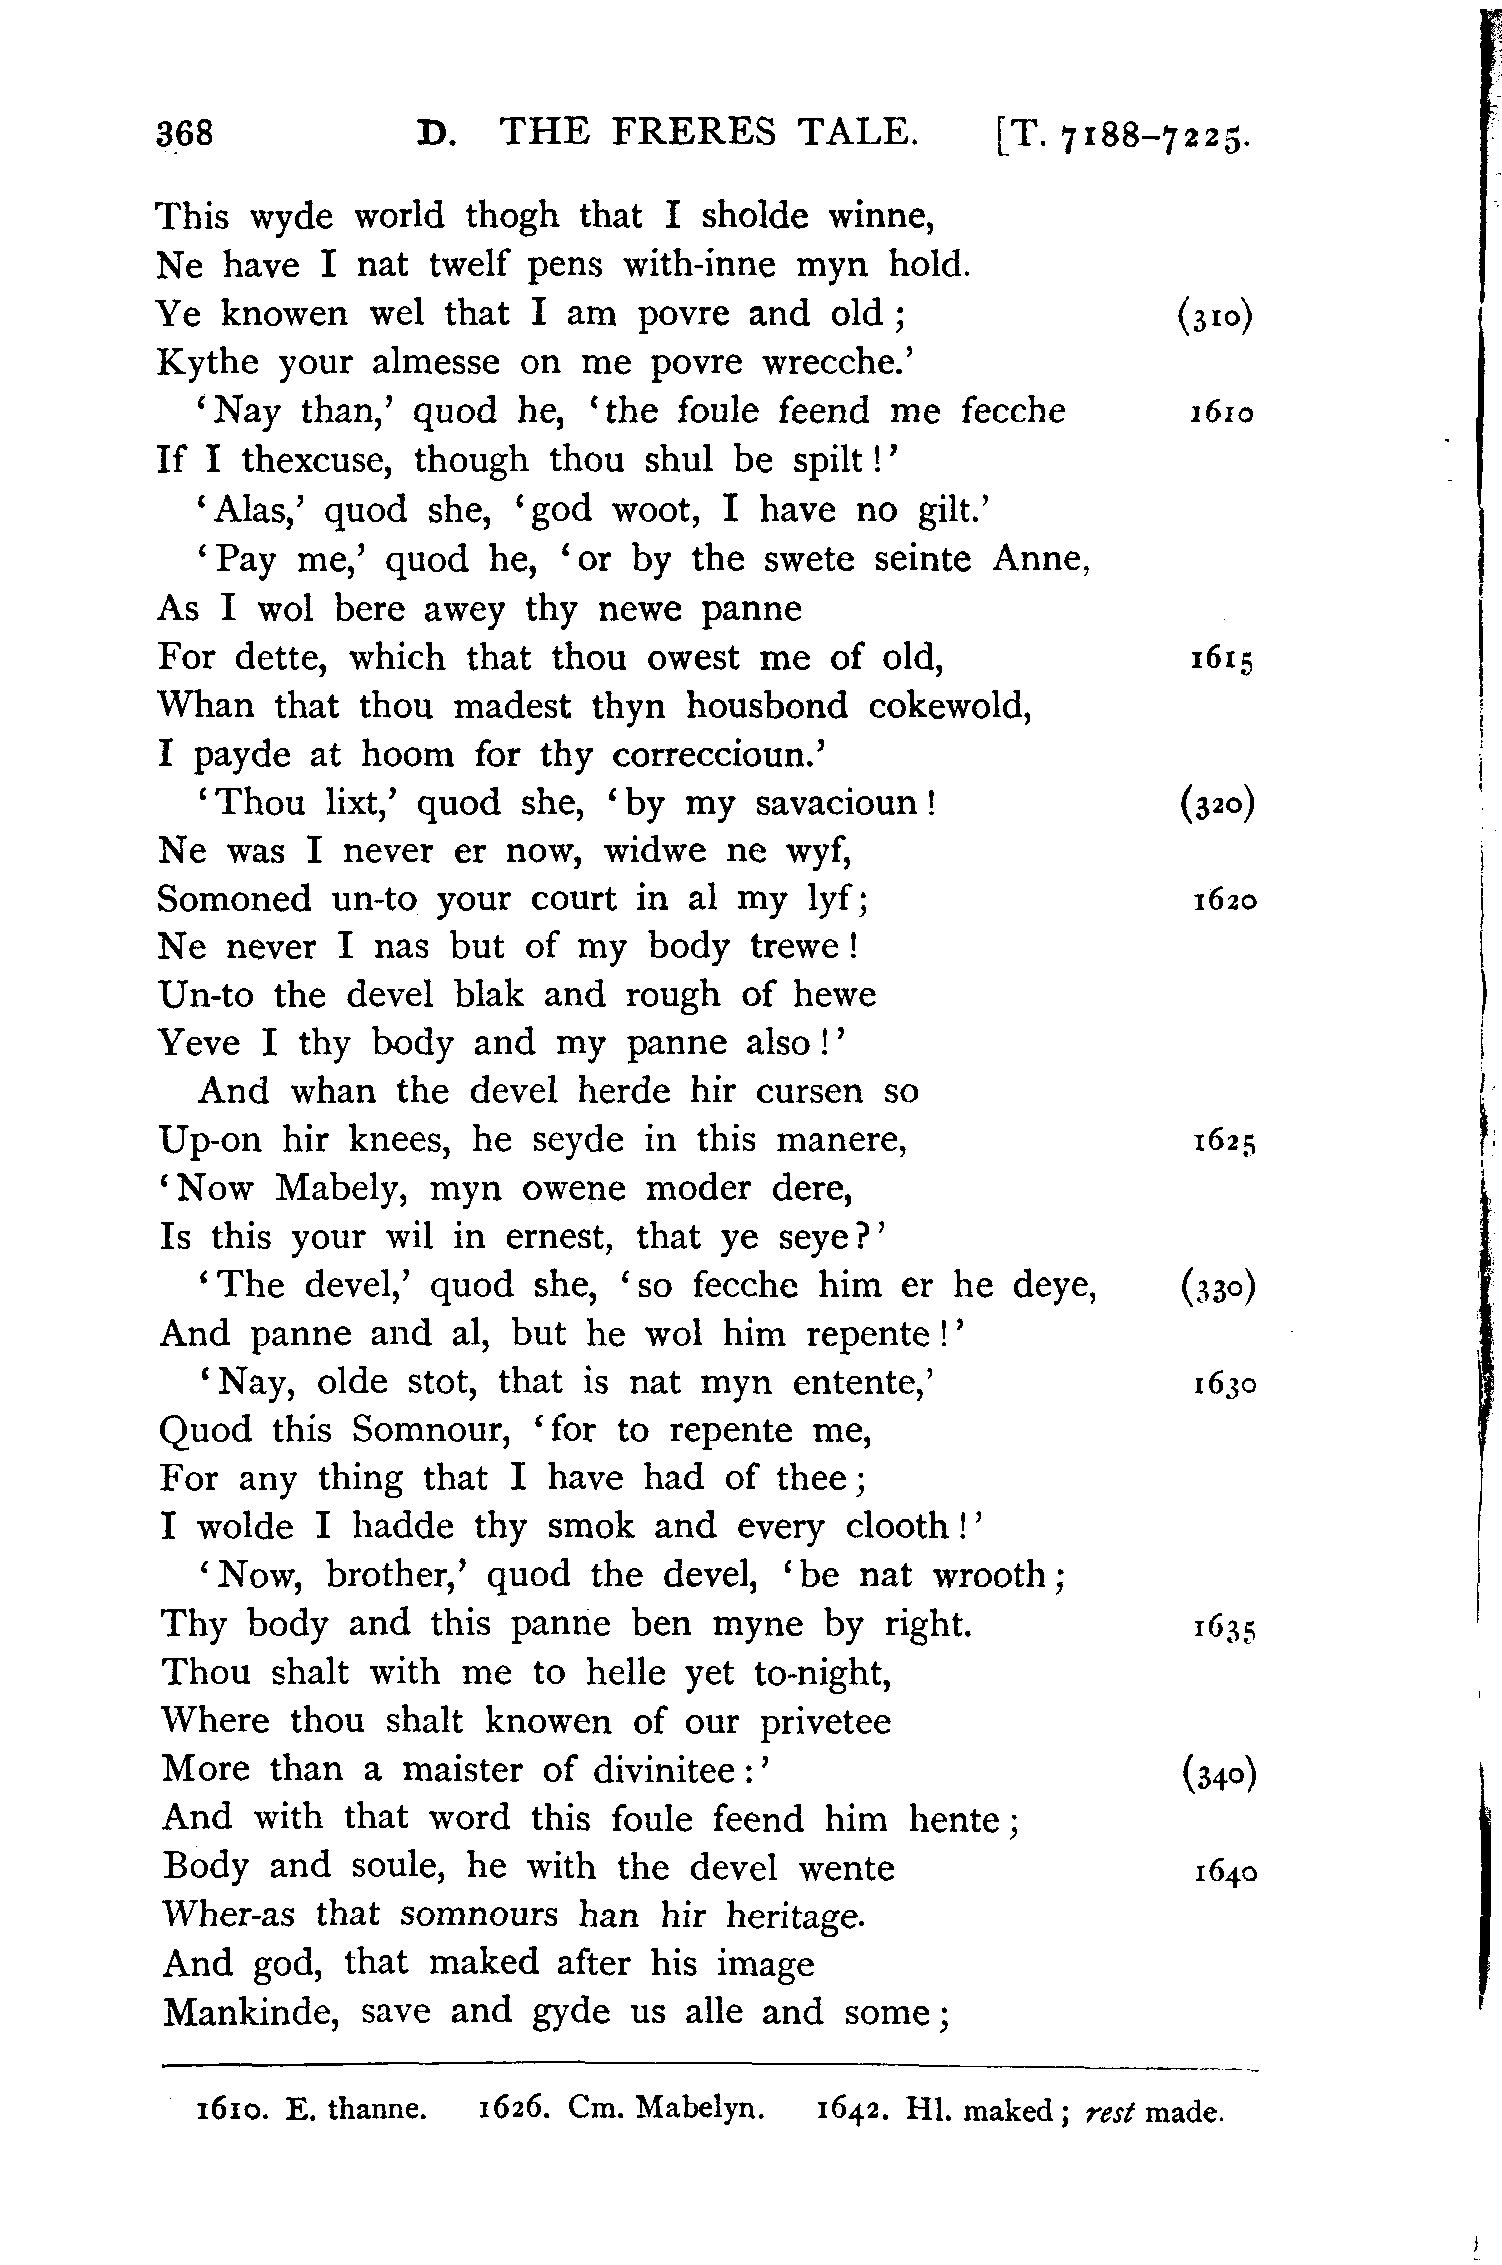 368 D. THE FRERES TALE. [T. 7188–7225.
This wyde world thogh that I sholde winne,
Ne have I nat twelf pens with-inne myn hold.
Ye knowen wel that I am povre and old ; (310)
Kythe your almesse on me povre wrecche.’
‘Nay than,’ quod he, ‘the foule feend me fecche 1610
If I thexcuse, though thou shul be spilt !’
‘Alas,’ quod she, ‘god woot, I have no gilt.’
‘Pay me,’ quod he, ‘or by the swete seinte Anne,
As I wol bere awey thy newe panne
For dette, which that thou owest me of old, 1615
Whan that thou madest thyn housbond cokewold,
I payde at hoom for thy correccioun.’
‘Thou lixt,’ quod she, ‘by my savacioun ! (320)
Ne was I never er now, widwe ne wyf,
Somoned un-to your court in al my lyf ; 1620
Ne never I nas but of my body trewe !
Un-to the devel blak and rough of hewe
Yeve I thy body and my panne also !’
And whan the devel herde hir cursen so
Up-on hir knees, he seyde in this manere, 1625
‘Now Mabely, myn owene moder dere,
Is this your wil in ernest, that ye seye?’
‘The devel,’ quod she, ‘so fecche him er he deye, (330)
And panne and al, but he wol him repente !’
‘Nay, olde stot, that is nat myn entente,’ 1630
Quod this Somnour, ‘for to repente me,
For any thing that I have had of thee ;
I wolde I hadde thy smok and every clooth !’
‘Now, brother,’ quod the devel, ‘be nat wrooth ;
Thy body and this panne ben myne by right. 1635
Thou shalt with me to helle yet to-night,
Where thou shalt knowen of our privetee
More than a maister of divinitee :’ (340)
And with that word this foule feend him hente ;
Body and soule, he with the devel wente 1640
Wher-as that somnours han hir heritage.
And god, that maked after his image
Mankinde, save and gyde us alle and some ;
1610. E. thanne. 1626. Cm. Mabelyn. 1642. Hl. maked ; rest made.